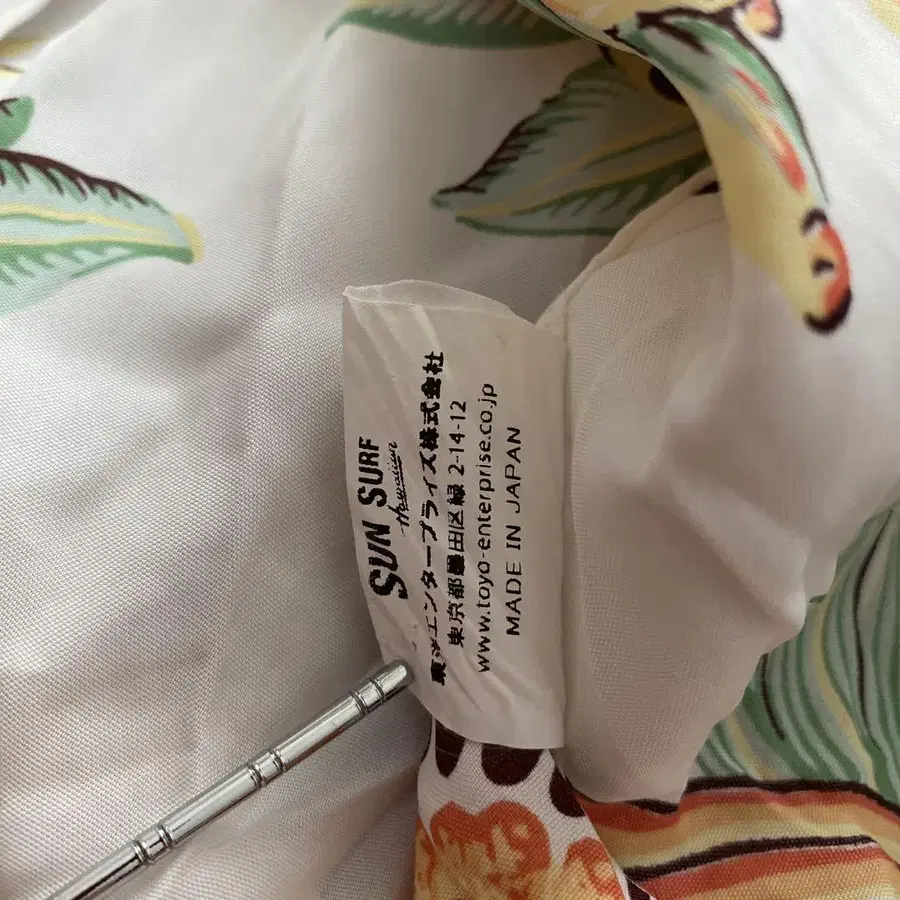 SUN SURF
Hawaiian
東洋エンタープライズ株式会社
東京都墨田区緑 2-14-12
www.toyo-enterprise.co.jp
MADE IN JAPAN